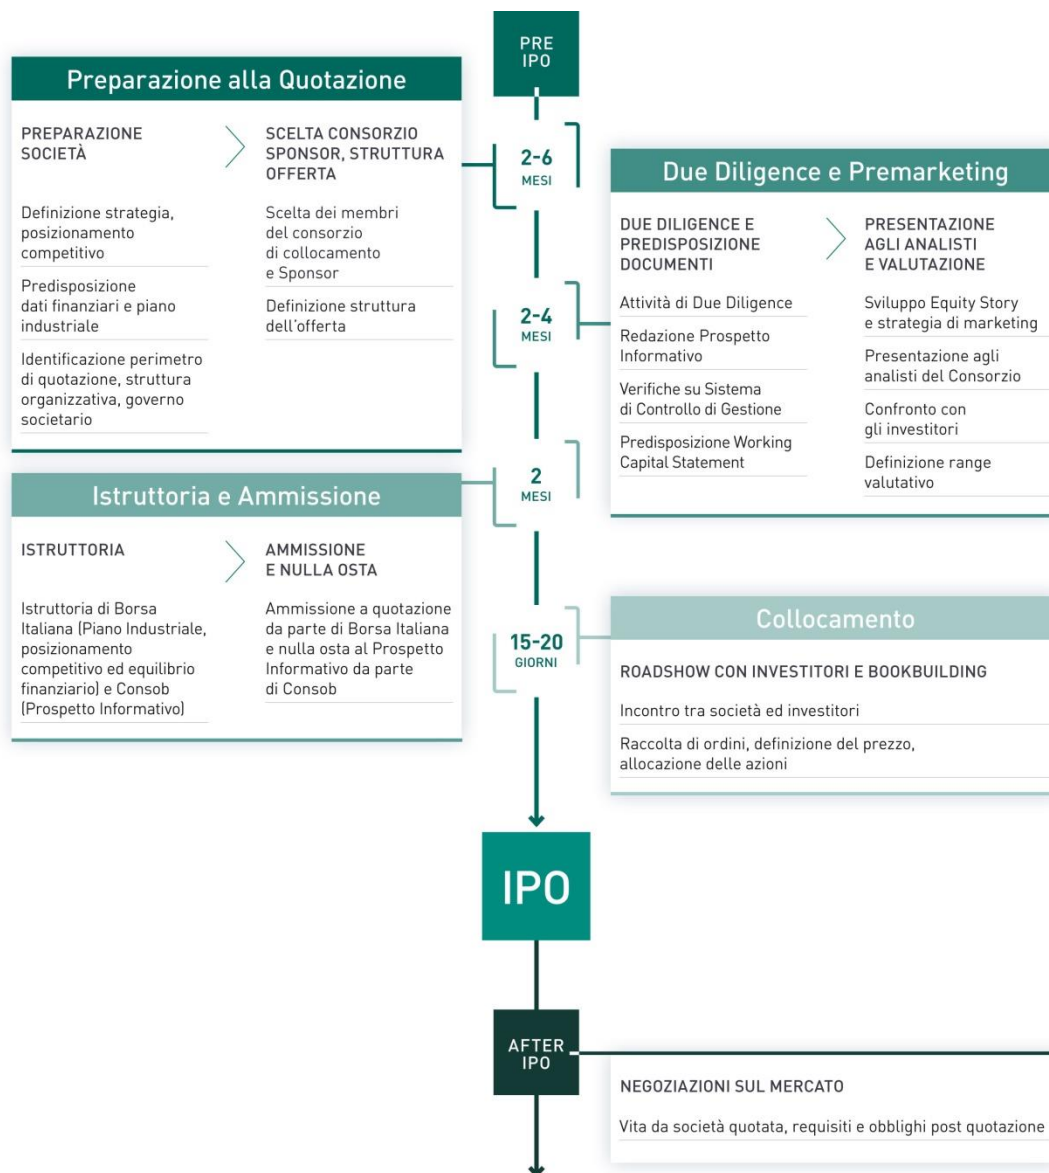 PRE
IPO
Preparazione alla Quotazione
PREPARAZIONE
SOCIETÀ
Definizione strategia,
posizionamento
competitivo
Predisposizione
dati finanziari e piano
industriale
Identificazione perimetro
di quotazione, struttura
organizzativa, governo
societario
SCELTA CONSORZIO
SPONSOR, STRUTTURA
OFFERTA
Scelta dei membri
del consorzio
di collocamento
e Sponsor
Definizione struttura
dell'offerta
2-6
MESI
Due Diligence e Premarketing
DUE DILIGENCE E
PREDISPOSIZIONE
DOCUMENTI
Attività di Due Diligence
Redazione Prospetto
Informativo
Verifiche su Sistema
di Controllo di Gestione
Predisposizione Working
Capital Statement
PRESENTAZIONE
AGLI ANALISTI
E VALUTAZIONE
Sviluppo Equity Story
e strategia di marketing
Presentazione agli
analisti del Consorzio
Confronto con
gli investitori
Definizione range
valutativo
2-4
MESI
Istruttoria e Ammissione
ISTRUTTORIA
Istruttoria di Borsa
Italiana (Piano Industriale,
posizionamento
competitivo ed equilibrio
finanziario) e Consob
(Prospetto Informativo)
AMMISSIONE
E NULLA OSTA
Ammissione a quotazione
da parte di Borsa Italiana
e nulla osta al Prospetto
Informativo da parte
di Consob
2
MESI
Collocamento
ROADSHOW CON INVESTITORI E BOOKBUILDING
Incontro tra società ed investitori
Raccolta di ordini, definizione del prezzo,
allocazione delle azioni
15-20
GIORNI
IPO
AFTER
IPO
NEGOZIAZIONI SUL MERCATO
Vita da società quotata, requisiti e obblighi post quotazione